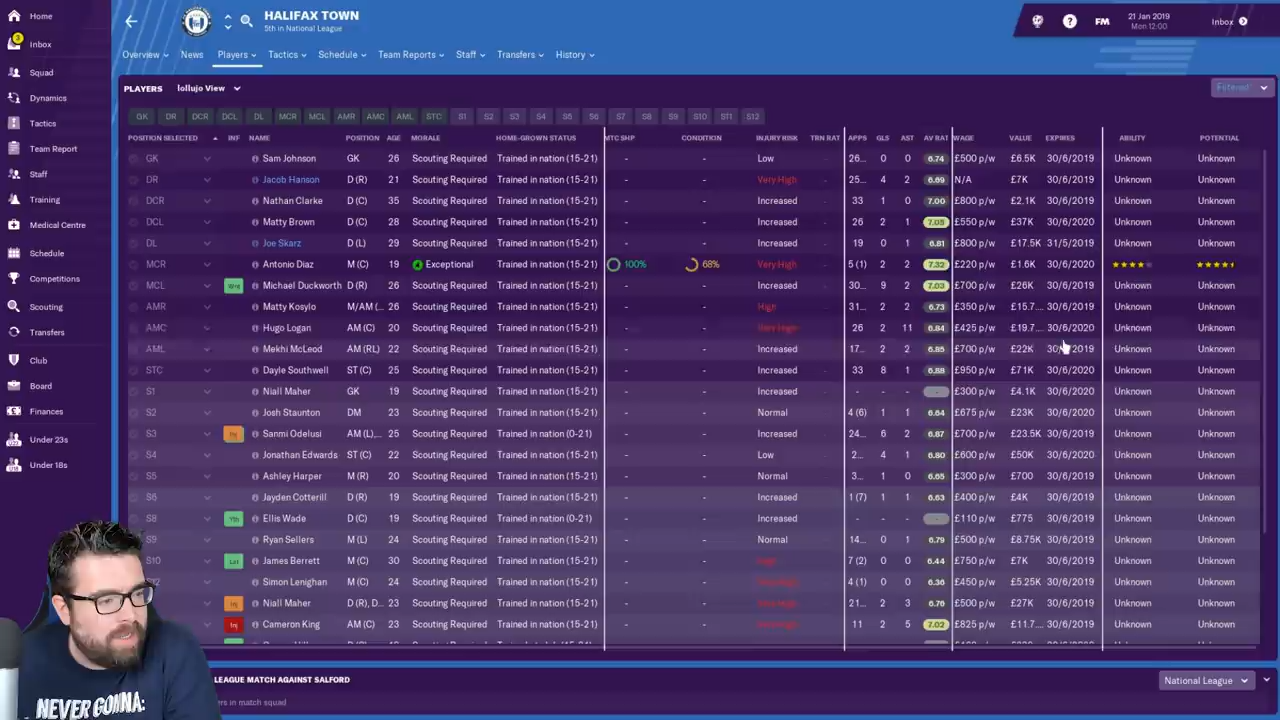 Home
3
Inbox
Squad
Dynamics
Tactics
Team Report
Staff
Training
Medical Centre
Schedule
Competitions
Scouting
Transfers
Club
Board
Finances
Under 23s
Under 18s
HALIFAX TOWN
5th in National League
FM
21 Jan 2019
Mon 12:00
Inbox
Overview News Players Tactics Schedule Team Reports Staff Transfers History
PLAYERS lollujo View
Filtered
GK DR DCR DCL DL MCR MCL AMR AMC AML STC S1 S2 S3 S4 S5 S6 S7 S8 S9 S10 S11 S12
POSITION SELECTED INF NAME POSITION AGE MORALE HOME-GROWN STATUS MTC SHP CONDITION INJURY RISK TRN RAT APPS GLS AST AV RAT WAGE VALUE EXPIRES ABILITY POTENTIAL
GK Sam Johnson GK 26 Scouting Required Trained in nation (15-21) - - Low - 26... 0 0 6.74 £500 p/w £6.5K 30/6/2019 Unknown Unknown
DR Jacob Hanson D (R) 21 Scouting Required Trained in nation (15-21) - - Very High - 25... 4 2 6.89 N/A £7K 30/6/2019 Unknown Unknown
DCR Nathan Clarke D (C) 35 Scouting Required Trained in nation (15-21) - - Increased - 33 1 0 7.00 £800 p/w £2.1K 30/6/2019 Unknown Unknown
DCL Matty Brown D (C) 28 Scouting Required Trained in nation (15-21) - - Increased - 26 2 1 7.05 £550 p/w £37K 30/6/2020 Unknown Unknown
DL Joe Skarz D (L) 29 Scouting Required Trained in nation (15-21) - - Increased - 19 0 1 6.81 £800 p/w £17.5K 31/5/2019 Unknown Unknown
MCR Antonio Diaz M (C) 19 Exceptional Trained in nation (15-21) 100% 68% Very High - 5 (1) 2 2 7.32 £220 p/w £1.6K 30/6/2020
MCL Wnt Michael Duckworth D (R) 26 Scouting Required Trained in nation (15-21) - - Increased - 30... 9 2 7.03 £700 p/w £26K 30/6/2019 Unknown Unknown
AMR Matty Kosylo M/AM (... 26 Scouting Required Trained in nation (15-21) - - High - 31... 2 2 6.73 £350 p/w £15.7... 30/6/2019 Unknown Unknown
AMC Hugo Logan AM (C) 20 Scouting Required Trained in nation (15-21) - - Very High - 26 2 11 6.84 £425 p/w £19.7... 30/6/2020 Unknown Unknown
AML Mekhi McLeod AM (RL) 22 Scouting Required Trained in nation (15-21) - - Increased - 17... 2 2 6.85 £700 p/w £22K 30/6/2019 Unknown Unknown
STC Dayle Southwell ST (C) 25 Scouting Required Trained in nation (15-21) - - Increased - 33 8 1 6.88 £950 p/w £71K 30/6/2020 Unknown Unknown
S1 Niall Maher GK 19 Scouting Required Trained in nation (15-21) - - Increased - - - - - £300 p/w £4.1K 30/6/2020 Unknown Unknown
S2 Josh Staunton DM 23 Scouting Required Trained in nation (15-21) - - Normal - 4 (6) 1 1 6.64 £675 p/w £23K 30/6/2020 Unknown Unknown
S3 Inj Sanmi Odelusi AM (L),... 25 Scouting Required Trained in nation (0-21) - - Increased - 24... 6 2 6.87 £700 p/w £23.5K 30/6/2019 Unknown Unknown
S4 Jonathan Edwards ST (C) 22 Scouting Required Trained in nation (15-21) - - Low - 2... 4 1 6.80 £600 p/w £50K 30/6/2019 Unknown Unknown
S5 Ashley Harper M (R) 20 Scouting Required Trained in nation (15-21) - - Normal - 3... 1 0 6.65 £300 p/w £700 30/6/2019 Unknown Unknown
S6 Jayden Cotterill D (R) 19 Scouting Required Trained in nation (15-21) - - Increased - 1 (7) 1 1 6.63 £400 p/w £4K 30/6/2019 Unknown Unknown
S8 Yth Ellis Wade D (C) 19 Scouting Required Trained in nation (0-21) - - Increased - - - - - £110 p/w £775 30/6/2019 Unknown Unknown
S9 Ryan Sellers M (L) 24 Scouting Required Trained in nation (15-21) - - Normal - 14... 0 1 6.79 £500 p/w £8.75K 30/6/2019 Unknown Unknown
S10 Lst James Berrett M (C) 30 Scouting Required Trained in nation (15-21) - - High - 7 (2) 0 0 6.44 £750 p/w £7K 30/6/2019 Unknown Unknown
Simon Lenighan M (C) 24 Scouting Required Trained in nation (15-21) - - Very High - 4 (1) 0 0 6.36 £450 p/w £5.25K 30/6/2019 Unknown Unknown
Inj Niall Maher D (R), D... 23 Scouting Required Trained in nation (15-21) - - Very High - 21... 2 3 6.76 £500 p/w £27K 30/6/2019 Unknown Unknown
Inj Cameron King AM (C) 23 Scouting Required Trained in nation (15-21) - - Very High - 11 2 5 7.02 £825 p/w £11.7... 30/6/2019 Unknown Unknown
LEAGUE MATCH AGAINST SALFORD
National League
in match squad
NEVER GONNA: